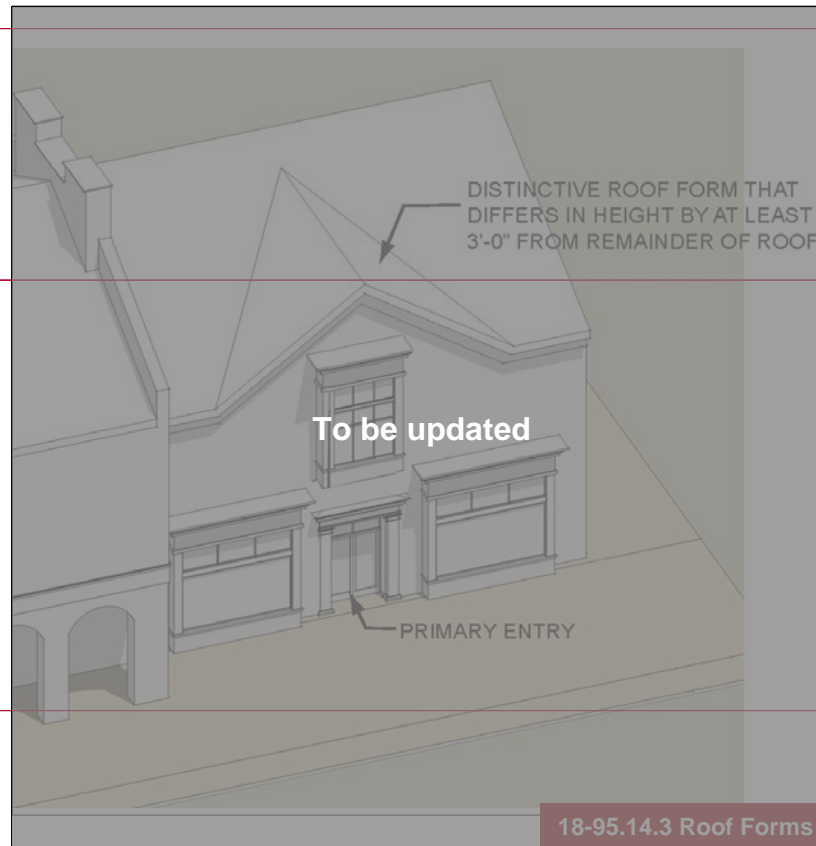 DISTINCTIVE ROOF FORM THAT
DIFFERS IN HEIGHT BY AT LEAST
3'-0" FROM REMAINDER OF ROOF
To be updated
PRIMARY ENTRY
18-95.14.3 Roof Forms